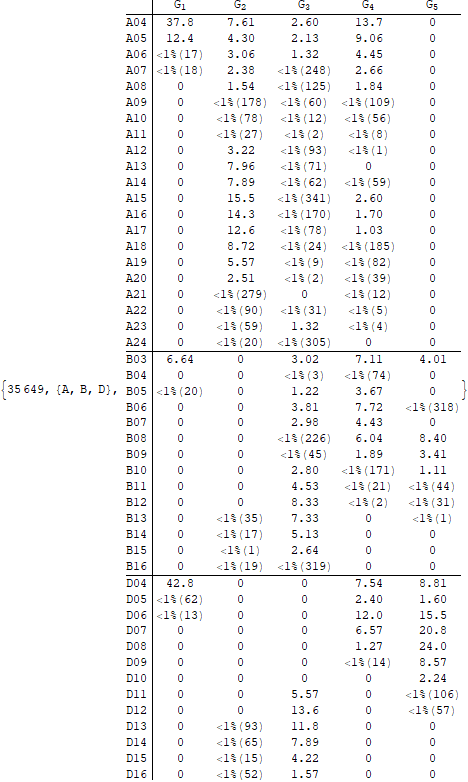 G1 G2 G3 G4 G5
A04 37.8 7.61 2.60 13.7 0
A05 12.4 4.30 2.13 9.06 0
A06 <1%(17) 3.06 1.32 4.45 0
A07 <1%(18) 2.38 <1%(248) 2.66 0
A08 0 1.54 <1%(125) 1.84 0
A09 0 <1%(178) <1%(60) <1%(109) 0
A10 0 <1%(78) <1%(12) <1%(56) 0
A11 0 <1%(27) <1%(2) <1%(8) 0
A12 0 3.22 <1%(93) <1%(1) 0
A13 0 7.96 <1%(71) 0 0
A14 0 7.89 <1%(62) <1%(59) 0
A15 0 15.5 <1%(341) 2.60 0
A16 0 14.3 <1%(170) 1.70 0
A17 0 12.6 <1%(78) 1.03 0
A18 0 8.72 <1%(24) <1%(185) 0
A19 0 5.57 <1%(9) <1%(82) 0
A20 0 2.51 <1%(2) <1%(39) 0
A21 0 <1%(279) 0 <1%(12) 0
A22 0 <1%(90) <1%(31) <1%(5) 0
A23 0 <1%(59) 1.32 <1%(4) 0
A24 0 <1%(20) <1%(305) 0 0
B03 6.64 0 3.02 7.11 4.01
B04 0 0 <1%(3) <1%(74) 0
{35649, {A, B, D}, B05 <1%(20) 0 1.22 3.67 0 }
B06 0 0 3.81 7.72 <1%(318)
B07 0 0 2.98 4.43 0
B08 0 0 <1%(226) 6.04 8.40
B09 0 0 <1%(45) 1.89 3.41
B10 0 0 2.80 <1%(171) 1.11
B11 0 0 4.53 <1%(21) <1%(44)
B12 0 0 8.33 <1%(2) <1%(31)
B13 0 <1%(35) 7.33 0 <1%(1)
B14 0 <1%(17) 5.13 0 0
B15 0 <1%(1) 2.64 0 0
B16 0 <1%(19) <1%(319) 0 0
D04 42.8 0 0 7.54 8.81
D05 <1%(62) 0 0 2.40 1.60
D06 <1%(13) 0 0 12.0 15.5
D07 0 0 0 6.57 20.8
D08 0 0 0 1.27 24.0
D09 0 0 0 <1%(14) 8.57
D10 0 0 0 0 2.24
D11 0 0 5.57 0 <1%(106)
D12 0 0 13.6 0 <1%(57)
D13 0 <1%(93) 11.8 0 0
D14 0 <1%(65) 7.89 0 0
D15 0 <1%(15) 4.22 0 0
D16 0 <1%(52) 1.57 0 0